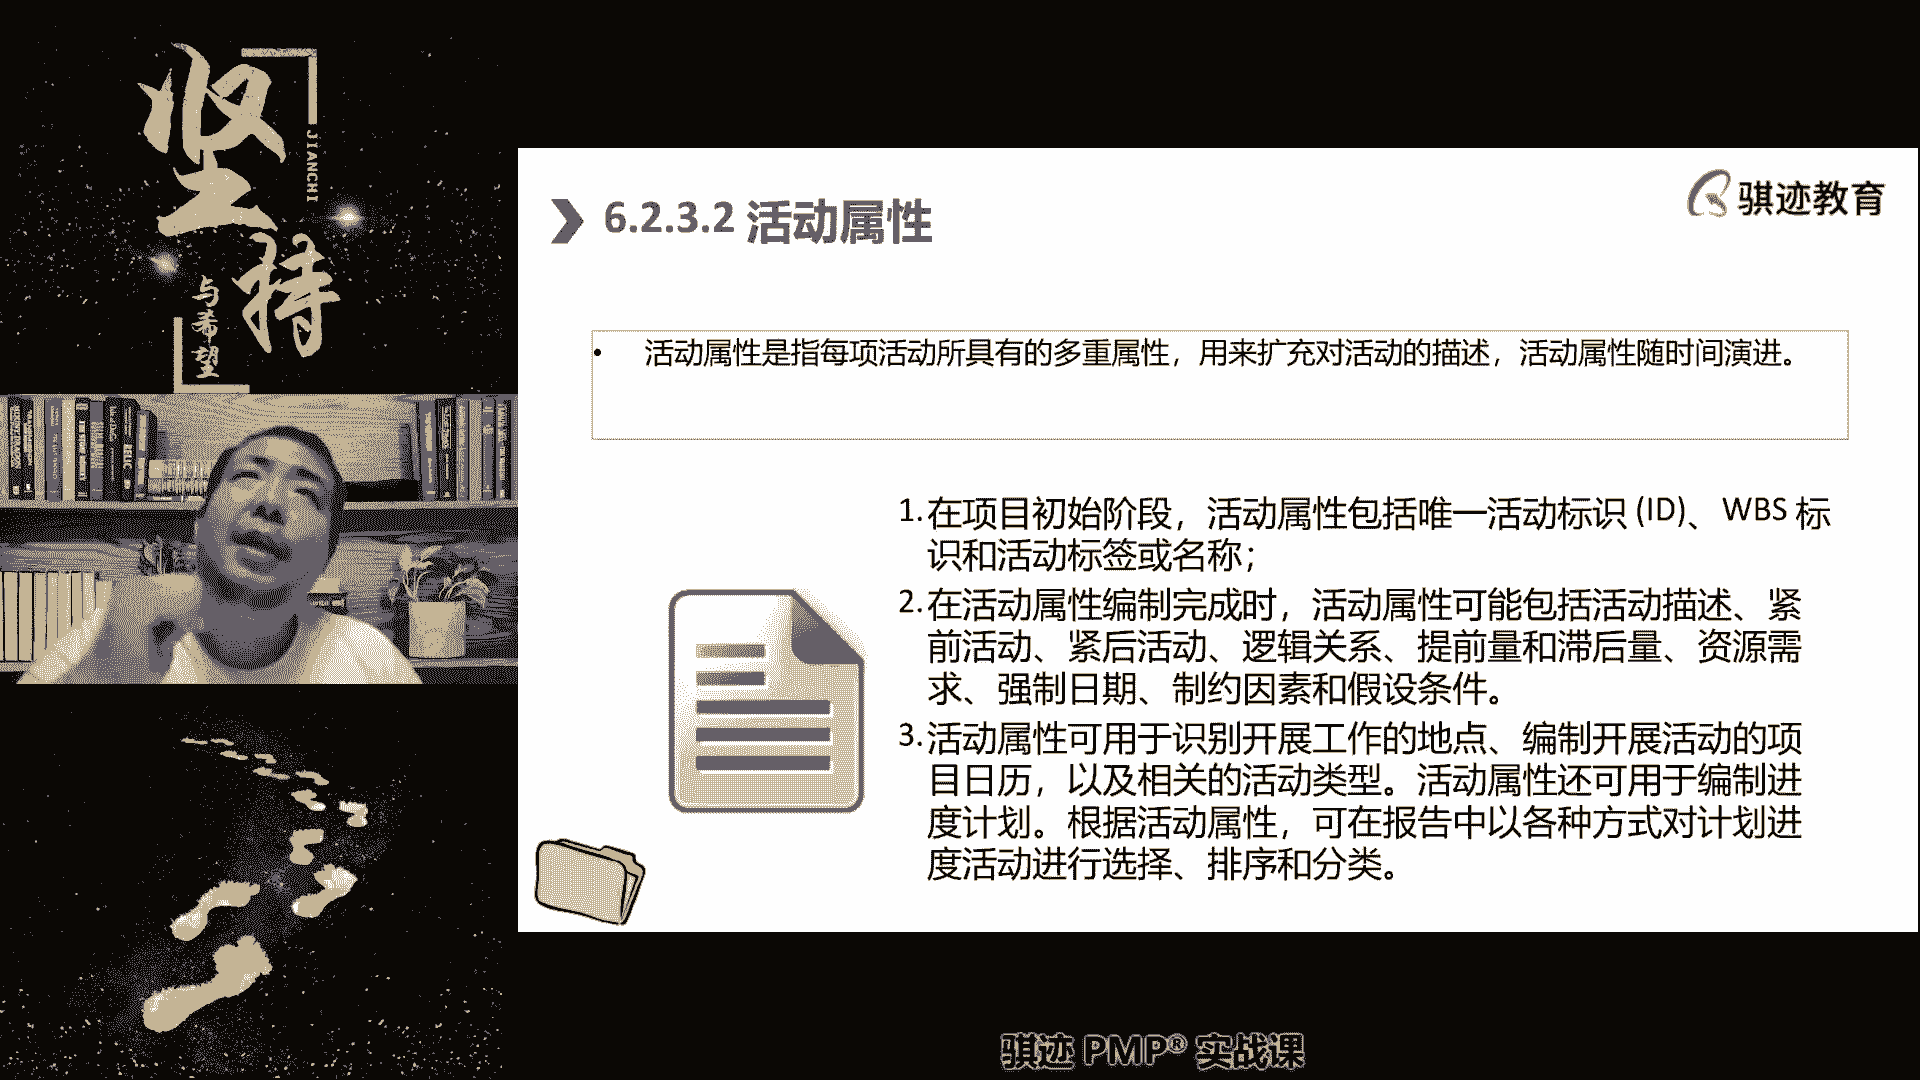 坚持
JIANCHI
与希望
骐迹教育
6.2.3.2 活动属性
• 活动属性是指每项活动所具有的多重属性，用来扩充对活动的描述，活动属性随时间演进。
1. 在项目初始阶段，活动属性包括唯一活动标识 (ID)、WBS 标
识和活动标签或名称；
2. 在活动属性编制完成时，活动属性可能包括活动描述、紧
前活动、紧后活动、逻辑关系、提前量和滞后量、资源需
求、强制日期、制约因素和假设条件。
3. 活动属性可用于识别开展工作的地点、编制开展活动的项
目日历，以及相关的活动类型。活动属性还可用于编制进
度计划。根据活动属性，可在报告中以各种方式对计划进
度活动进行选择、排序和分类。
骐迹 PMP® 实战课